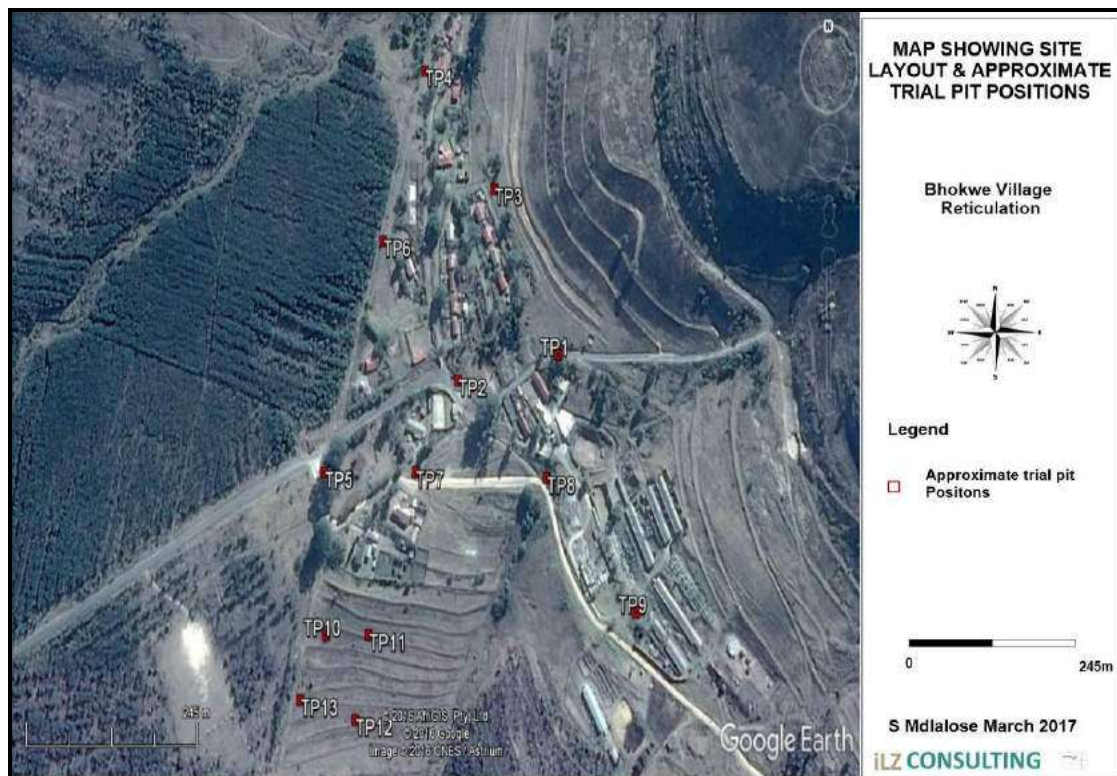 N
TP4
TP3
TP6
TP1
TP2
TP5
TP7
TP8
TP9
TP10
TP11
TP13
TP12
245 m
© 2016 AfriGIS (Pty) Ltd.
© 2016 Google
Image © 2016 CNES / Astrium
Google Earth
MAP SHOWING SITE
LAYOUT & APPROXIMATE
TRIAL PIT POSITIONS
Bhokwe Village
Reticulation
N
W
E
S
Legend
Approximate trial pit
Positons
0
245m
S Mdlalose March 2017
iLZ CONSULTING